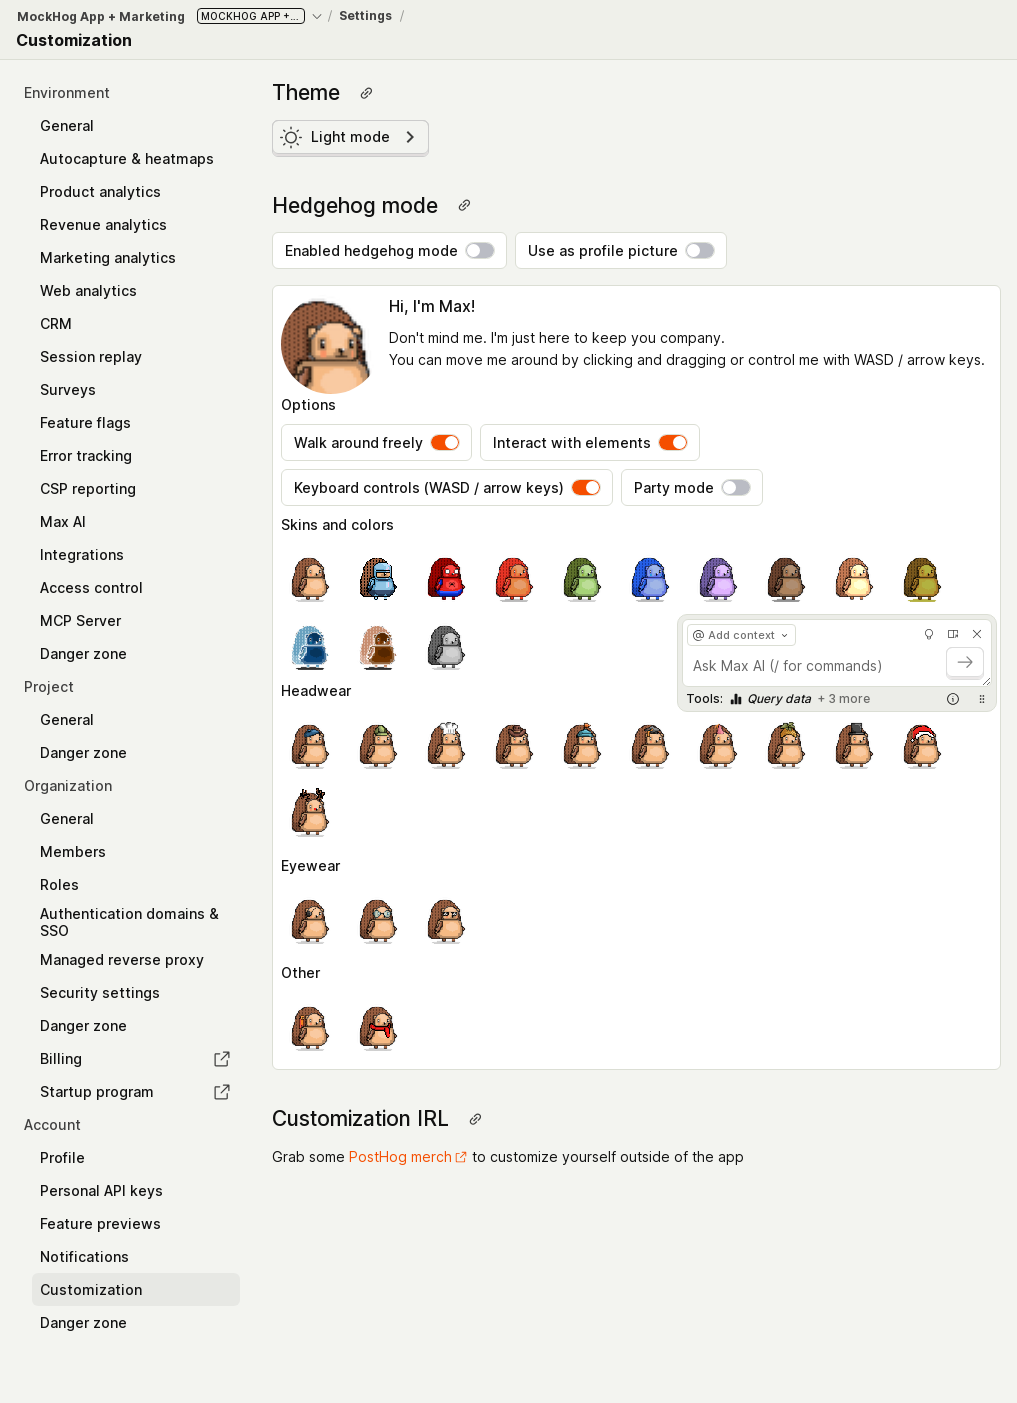 MockHog App + Marketing
MOCKHOG APP +...
/
Settings
/
Customization
Environment
General
Autocapture & heatmaps
Product analytics
Revenue analytics
Marketing analytics
Web analytics
CRM
Session replay
Surveys
Feature flags
Error tracking
CSP reporting
Max AI
Integrations
Access control
MCP Server
Danger zone
Project
General
Danger zone
Organization
General
Members
Roles
Authentication domains &
SSO
Managed reverse proxy
Security settings
Danger zone
Billing
Startup program
Account
Profile
Personal API keys
Feature previews
Notifications
Customization
Danger zone
Theme
Light mode
Hedgehog mode
Enabled hedgehog mode
Use as profile picture
Hi, I'm Max!
Don't mind me. I'm just here to keep you company.
You can move me around by clicking and dragging or control me with WASD / arrow keys.
Options
Walk around freely
Interact with elements
Keyboard controls (WASD / arrow keys)
Party mode
Skins and colors
@ Add context
Ask Max AI (/ for commands)
Tools: Query data + 3 more
Headwear
Eyewear
Other
Customization IRL
Grab some PostHog merch to customize yourself outside of the app